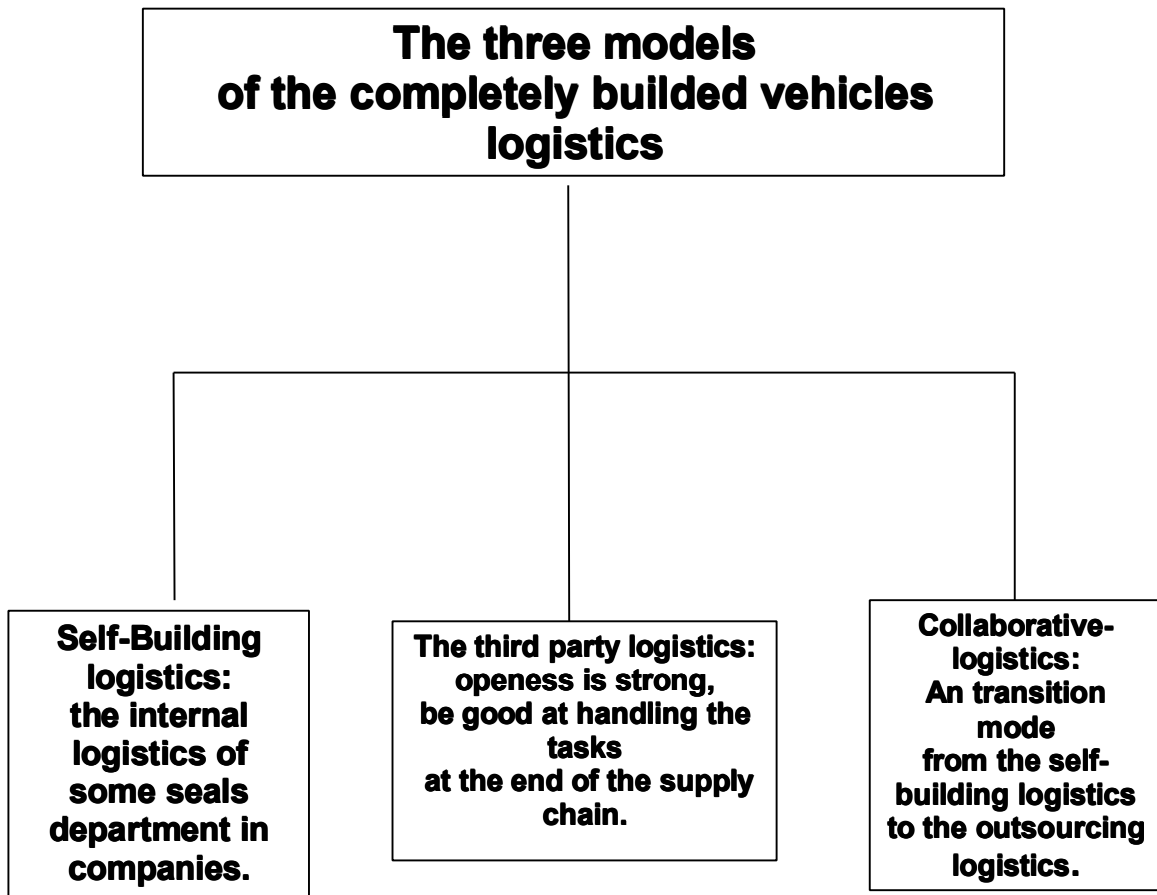 The three models
of the completely builded vehicles
logistics
Self-Building
logistics:
the internal
logistics of
some seals
department in
companies.
The third party logistics:
openess is strong,
be good at handling the
tasks
at the end of the supply
chain.
Collaborative-
logistics:
An transition
mode
from the self-
building logistics
to the outsourcing
logistics.